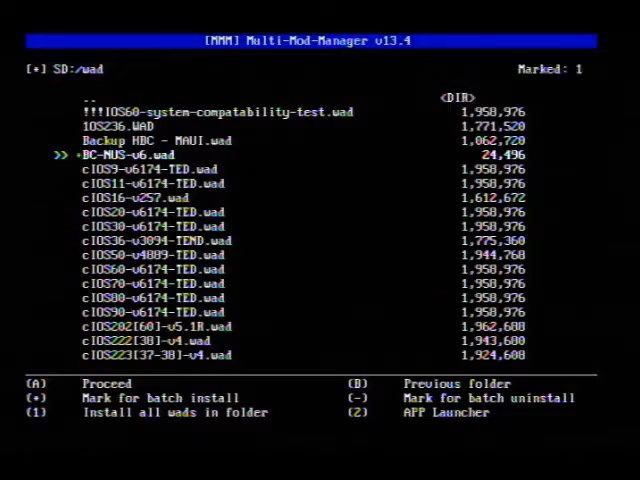 [MMM] Multi-Mod-Manager v13.4
[+] SD:/wad Marked: 1
.. <DIR>
!!!IOS60-system-compatability-test.wad 1,958,976
IOS236.WAD 1,771,520
Backup HBC - MAUI.wad 1,062,720
>> +BC-NUS-v6.wad 24,496
cIOS9-v6174-TED.wad 1,958,976
cIOS11-v6174-TED.wad 1,958,976
cIOS16-v257.wad 1,612,672
cIOS20-v6174-TED.wad 1,958,976
cIOS30-v6174-TED.wad 1,958,976
cIOS36-v3094-TEMD.wad 1,775,360
cIOS50-v4889-TED.wad 1,944,768
cIOS60-v6174-TED.wad 1,958,976
cIOS70-v6174-TED.wad 1,958,976
cIOS80-v6174-TED.wad 1,958,976
cIOS90-v6174-TED.wad 1,958,976
cIOS202[60]-v5.1R.wad 1,962,688
cIOS222[38]-v4.wad 1,943,680
cIOS223[37-38]-v4.wad 1,924,608
(A) Proceed (B) Previous folder
(+) Mark for batch install (-) Mark for batch uninstall
(1) Install all wads in folder (2) APP Launcher